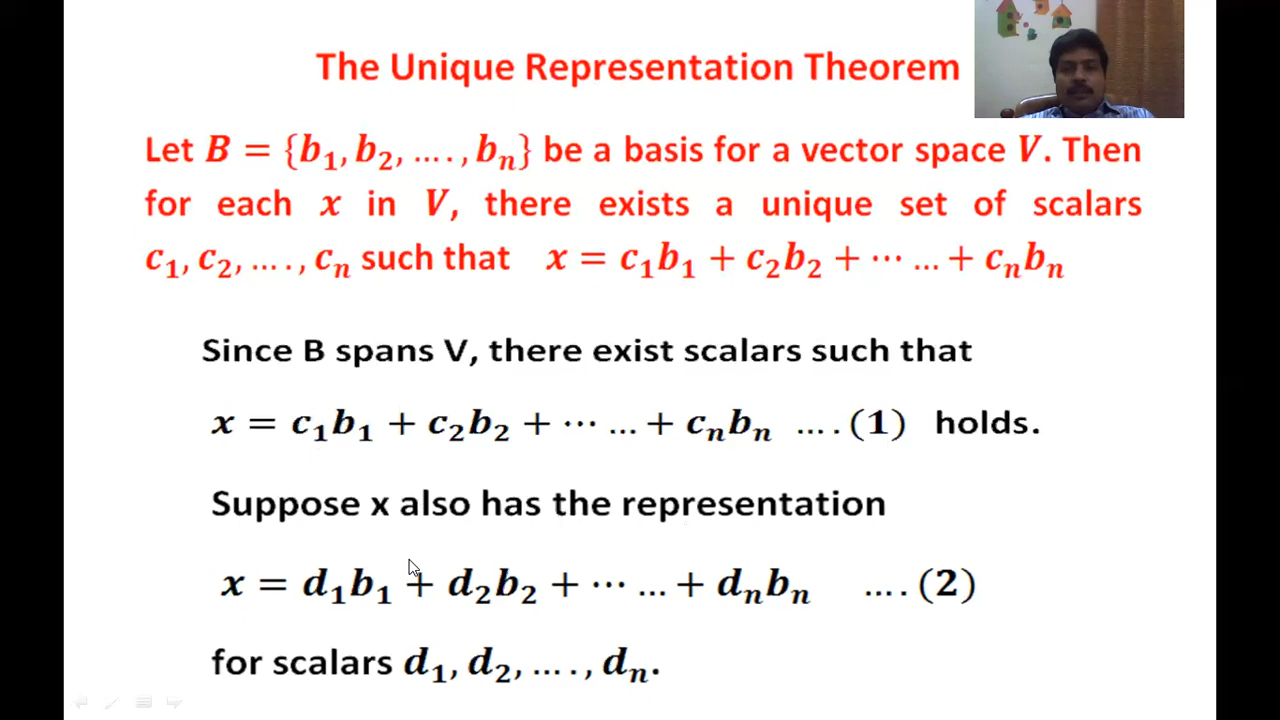 The Unique Representation Theorem
Let B = {b₁, b₂, …. , bₙ} be a basis for a vector space V. Then
for each x in V, there exists a unique set of scalars
c₁, c₂, …. , cₙ such that x = c₁b₁ + c₂b₂ + ⋯ … + cₙbₙ
Since B spans V, there exist scalars such that
x = c₁b₁ + c₂b₂ + ⋯ … + cₙbₙ … . (1) holds.
Suppose x also has the representation
x = d₁b₁ + d₂b₂ + ⋯ … + dₙbₙ … . (2)
for scalars d₁, d₂, … . , dₙ.